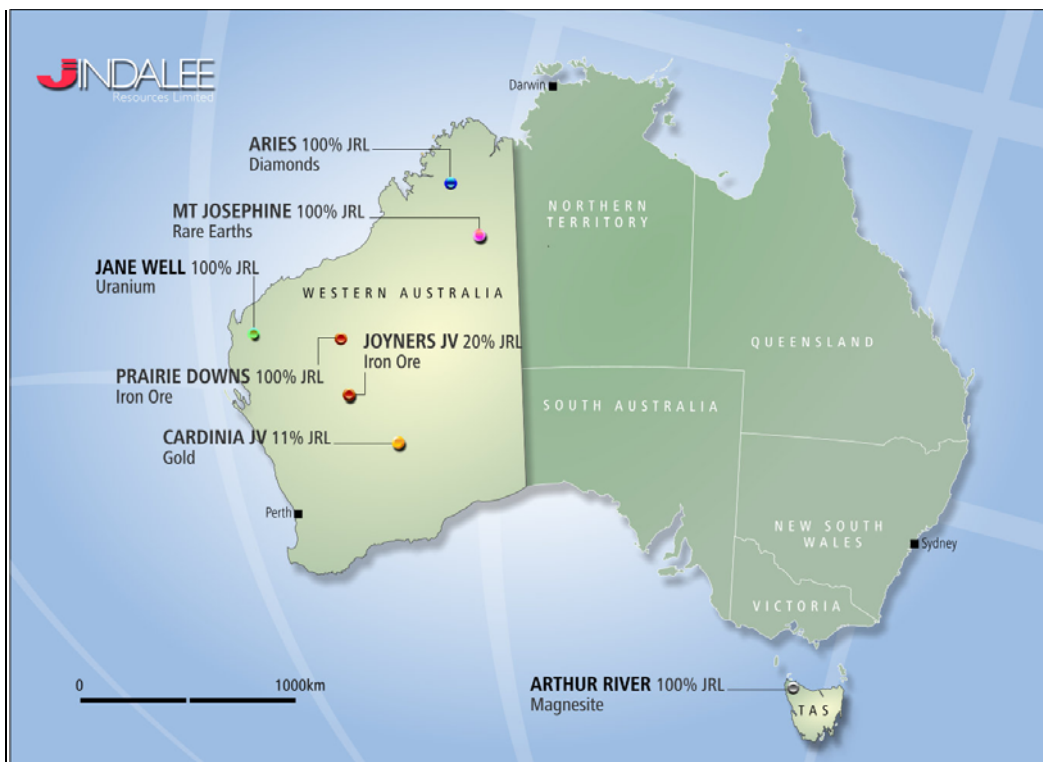 JINDALEE
Resources Limited
Darwin
ARIES 100% JRL
Diamonds
MT JOSEPHINE 100% JRL
Rare Earths
NORTHERN
TERRITORY
JANE WELL 100% JRL
Uranium
WESTERN AUSTRALIA
JOYNERS JV 20% JRL
Iron Ore
QUEENSLAND
PRAIRIE DOWNS 100% JRL
Iron Ore
SOUTH AUSTRALIA
CARDINIA JV 11% JRL
Gold
Perth
NEW SOUTH
WALES
Sydney
VICTORIA
0 1000km
ARTHUR RIVER 100% JRL
Magnesite
TAS